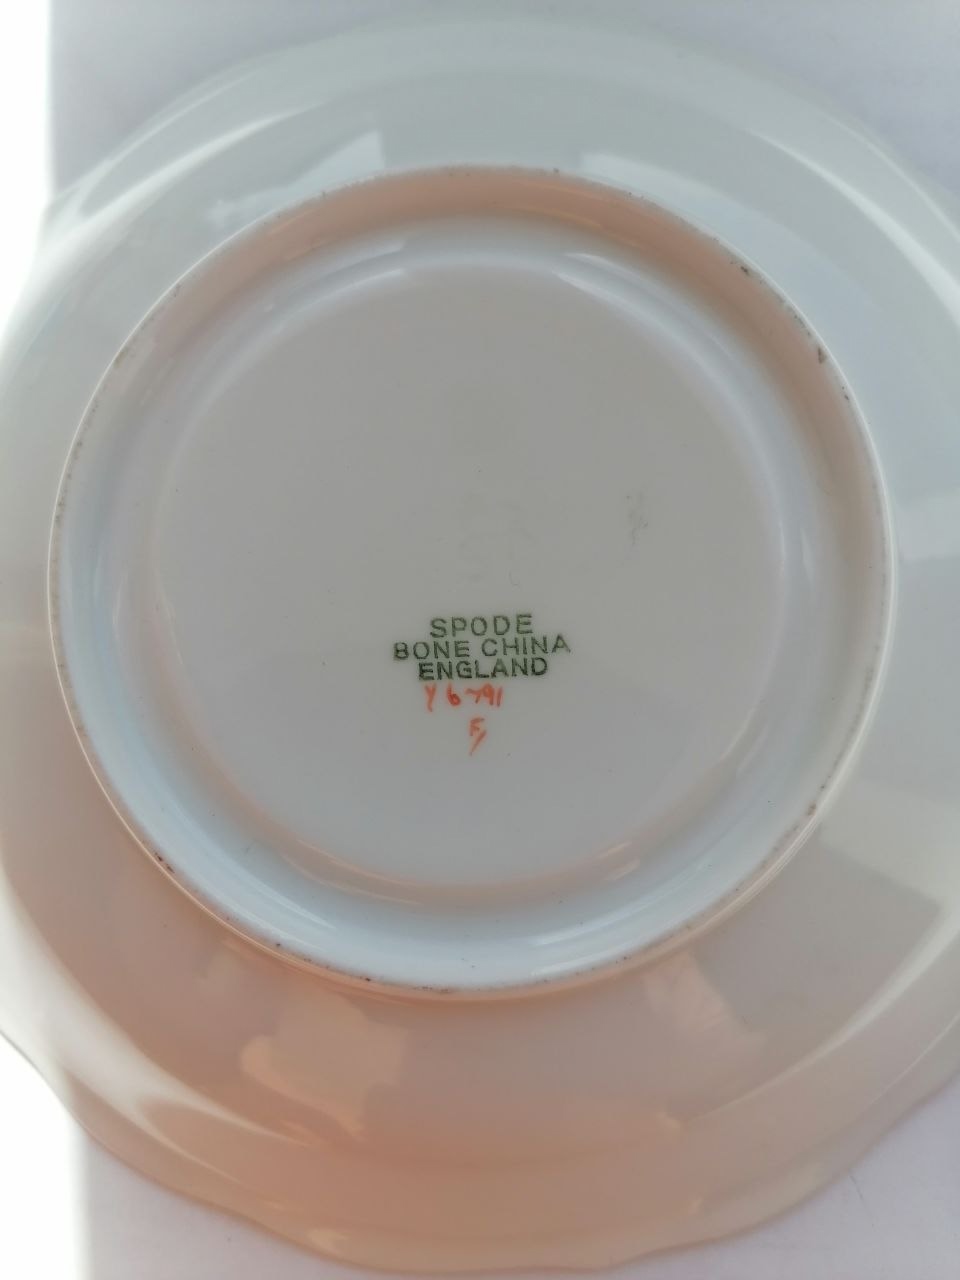 SPODE
BONE CHINA
ENGLAND
Y6791